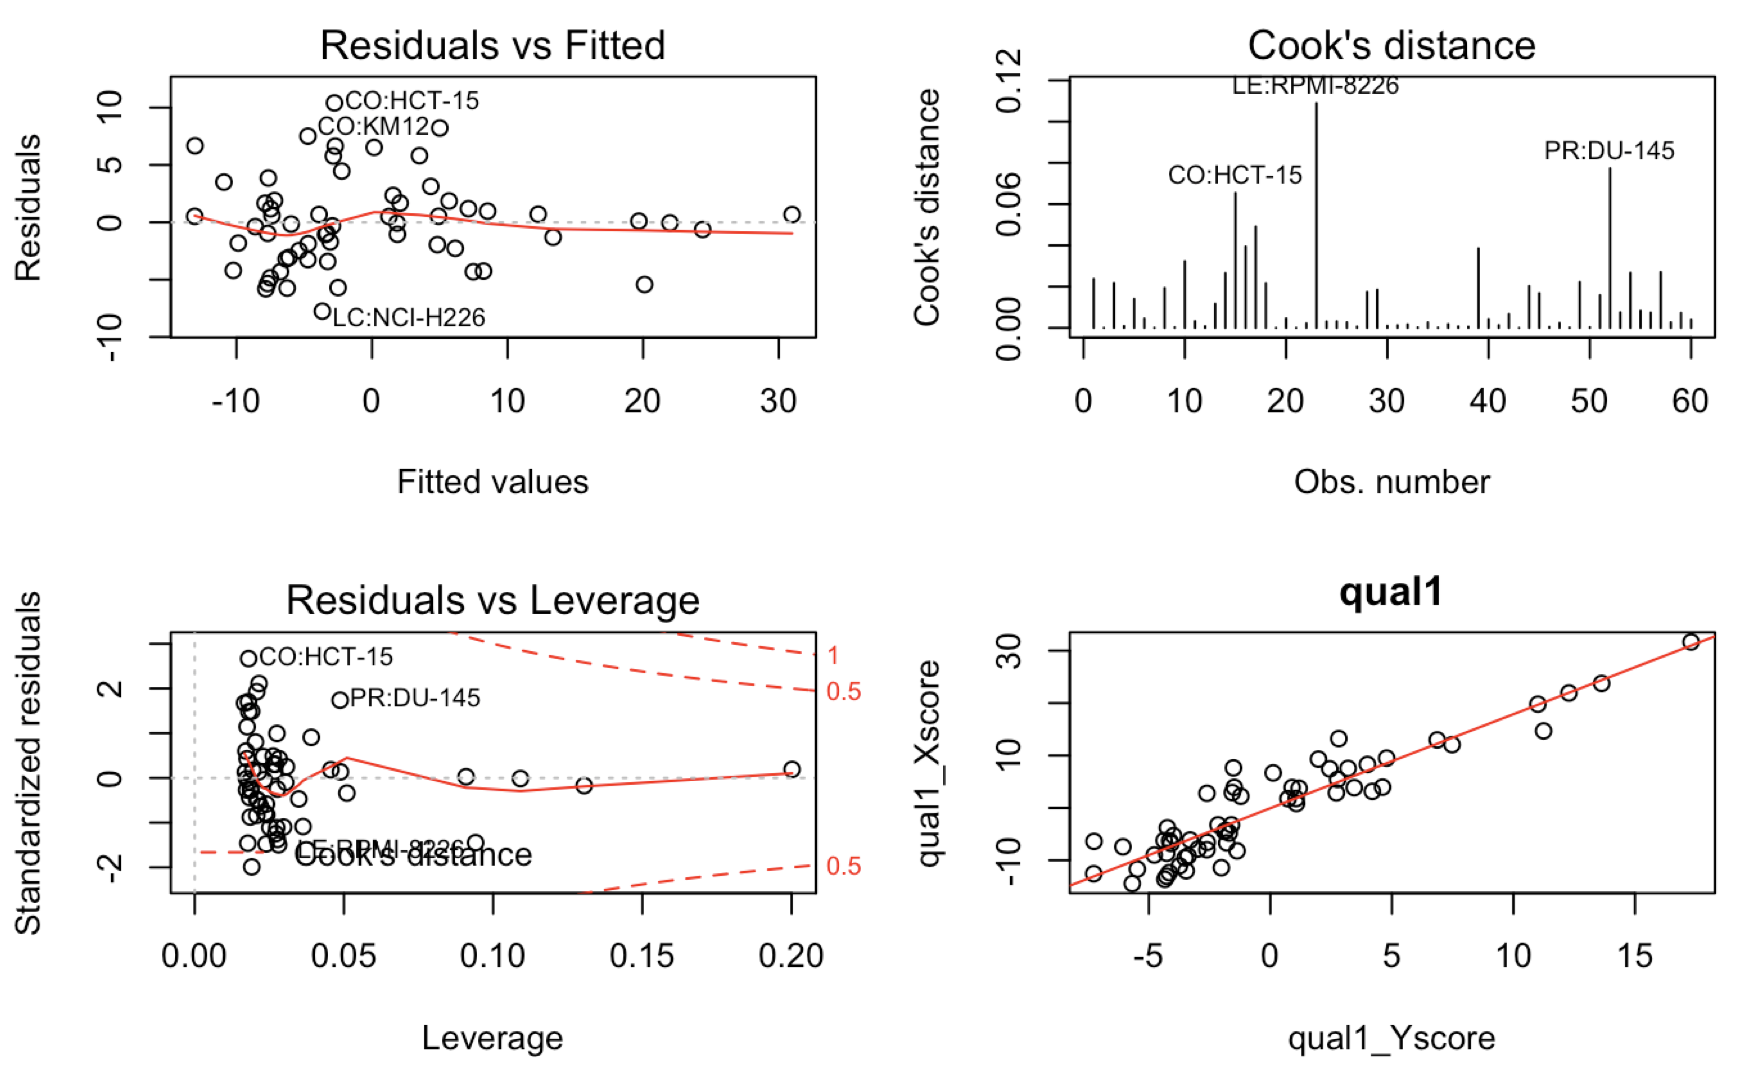 Residuals vs Fitted
Residuals
10
5
0
-10
CO:HCT-15
CO:KM12
LC:NCI-H226
-10 0 10 20 30
Fitted values
Cook's distance
Cook's distance
0.12
0.06
0.00
LE:RPMI-8226
CO:HCT-15
PR:DU-145
0 10 20 30 40 50 60
Obs. number
Residuals vs Leverage
Standardized residuals
2
0
-2
CO:HCT-15
PR:DU-145
LE:RPMI-8226
Cook's distance
1
0.5
0.5
0.00 0.05 0.10 0.15 0.20
Leverage
qual1
qual1_Xscore
30
10
-10
-5 0 5 10 15
qual1_Yscore